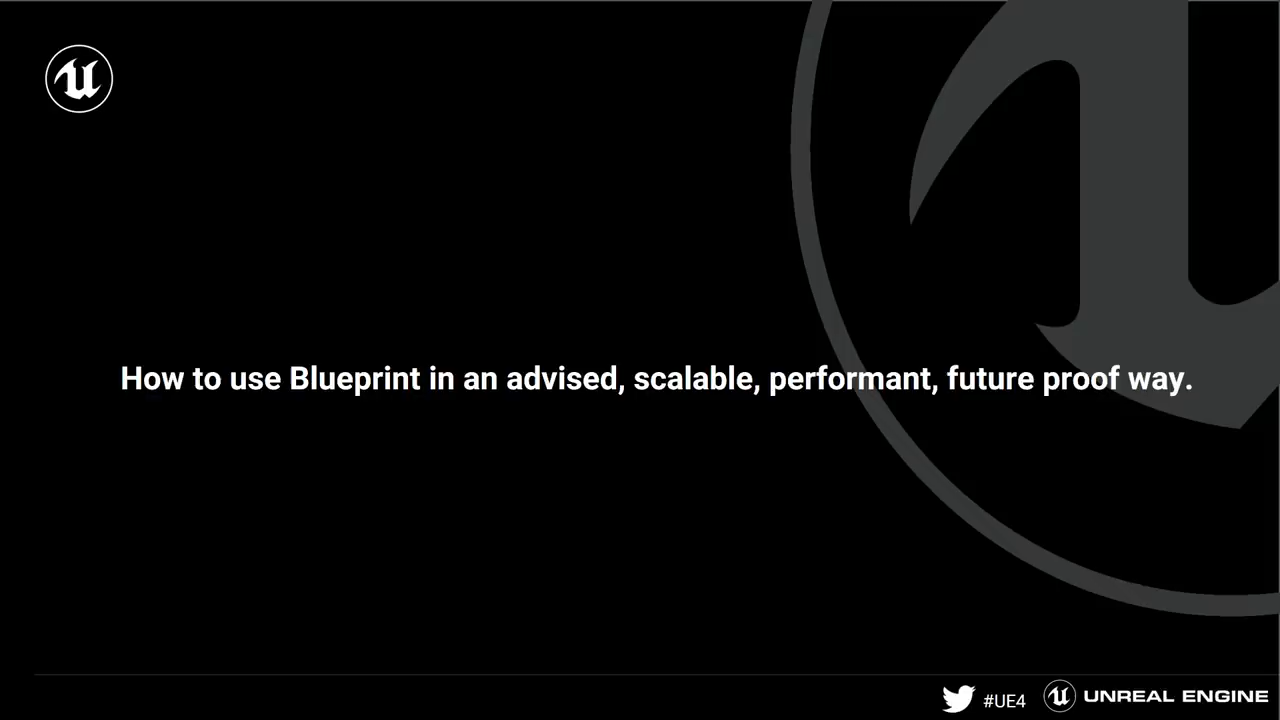 How to use Blueprint in an advised, scalable, performant, future proof way.
#UE4 UNREAL ENGINE